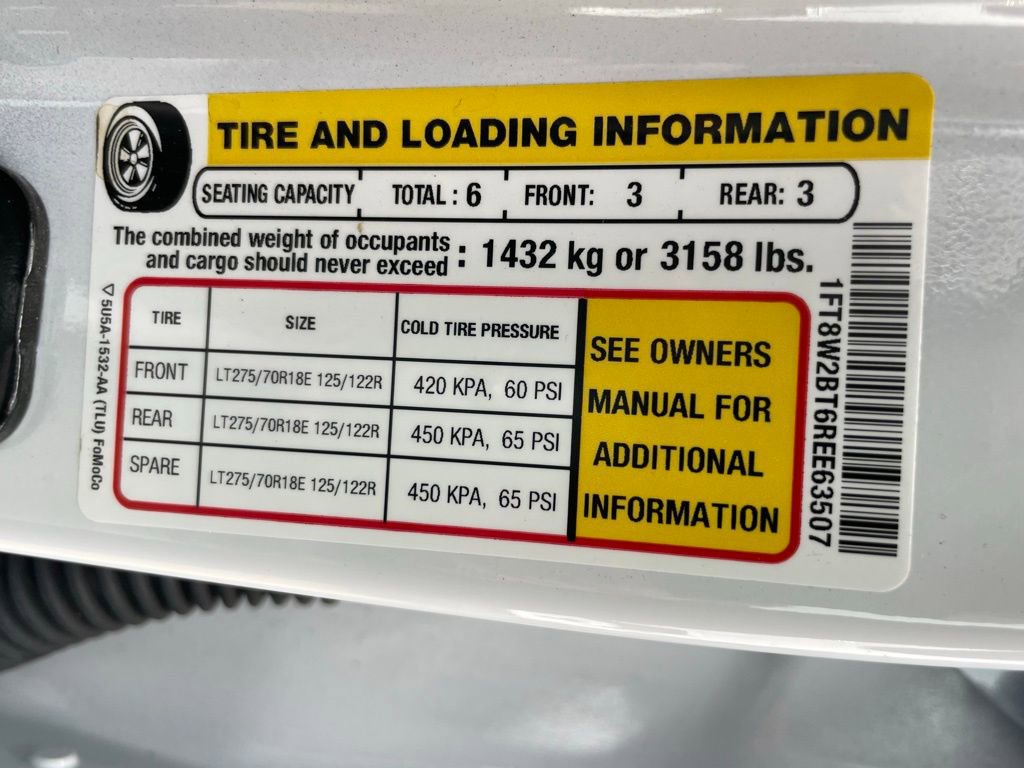 TIRE AND LOADING INFORMATION
SEATING CAPACITY TOTAL : 6 FRONT: 3 REAR: 3
The combined weight of occupants
and cargo should never exceed : 1432 kg or 3158 lbs.
TIRE SIZE COLD TIRE PRESSURE
FRONT LT275/70R18E 125/122R 420 KPA, 60 PSI
REAR LT275/70R18E 125/122R 450 KPA, 65 PSI
SPARE LT275/70R18E 125/122R 450 KPA, 65 PSI
SEE OWNERS
MANUAL FOR
ADDITIONAL
INFORMATION
▽5U5A-1532-AA (TLU) FoMoCo
1FT8W2BT6REE63507